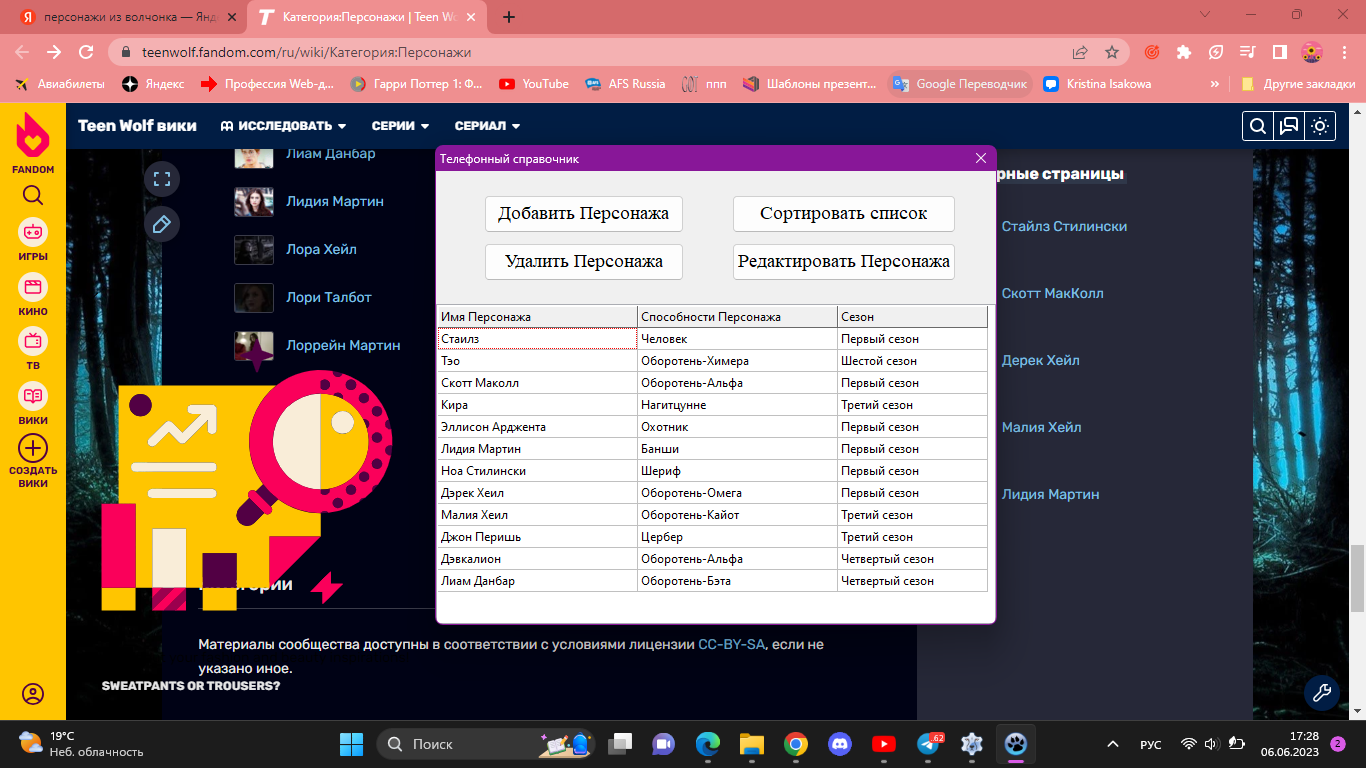 персонажи из волчонка — Янд
Категория:Персонажи | Teen Wo
teenwolf.fandom.com/ru/wiki/Категория:Персонажи
Авиабилеты
Яндекс
Профессия Web-д...
Гарри Поттер 1: Ф...
YouTube
AFS Russia
ппп
Шаблоны презент...
Google Переводчик
Kristina Isakowa
»
Другие закладки
FANDOM
ИГРЫ
КИНО
ТВ
ВИКИ
СОЗДАТЬ
ВИКИ
Teen Wolf вики
ИССЛЕДОВАТЬ
СЕРИИ
СЕРИАЛ
Лиам Данбар
Лидия Мартин
Лора Хейл
Лори Талбот
Лоррейн Мартин
Телефонный справочник
Добавить Персонажа
Сортировать список
Удалить Персонажа
Редактировать Персонажа
Имя Персонажа Способности Персонажа Сезон
Стаилз Человек Первый сезон
Тэо Оборотень-Химера Шестой сезон
Скотт Маколл Оборотень-Альфа Первый сезон
Кира Нагитцунне Третий сезон
Эллисон Арджента Охотник Первый сезон
Лидия Мартин Банши Первый сезон
Ноа Стилински Шериф Первый сезон
Дэрек Хеил Оборотень-Омега Первый сезон
Малия Хеил Оборотень-Кайот Третий сезон
Джон Перишь Цербер Третий сезон
Дэвкалион Оборотень-Альфа Четвертый сезон
Лиам Данбар Оборотень-Бэта Четвертый сезон
рные страницы
Стайлз Стилински
Скотт МакКолл
Дерек Хейл
Малия Хейл
Лидия Мартин
Материалы сообщества доступны в соответствии с условиями лицензии CC-BY-SA, если не
указано иное.
SWEATPANTS OR TROUSERS?
19°C
Неб. облачность
Поиск
62
РУС
17:28
06.06.2023
2